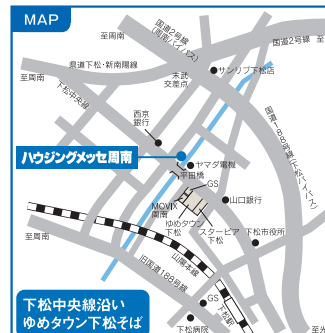 MAP
至周南
国道2号線
(周南バイパス)
国道2号線
至
県道下松・新南陽線
サンリブ下松店
至周南
末武
交差点
下松中央線
西京
銀行
国道188号線(下松バイパス)
ハウジングメッセ周南
ヤマダ電機
平田橋
GS
MOVIX
周南
山口銀行
ゆめタウン
下松
スターピア
下松
下松市役所
至周南
山陽本線
旧国道188号線
下松駅
GS
下松病院
至光
下松中央線沿い
ゆめタウン下松そば